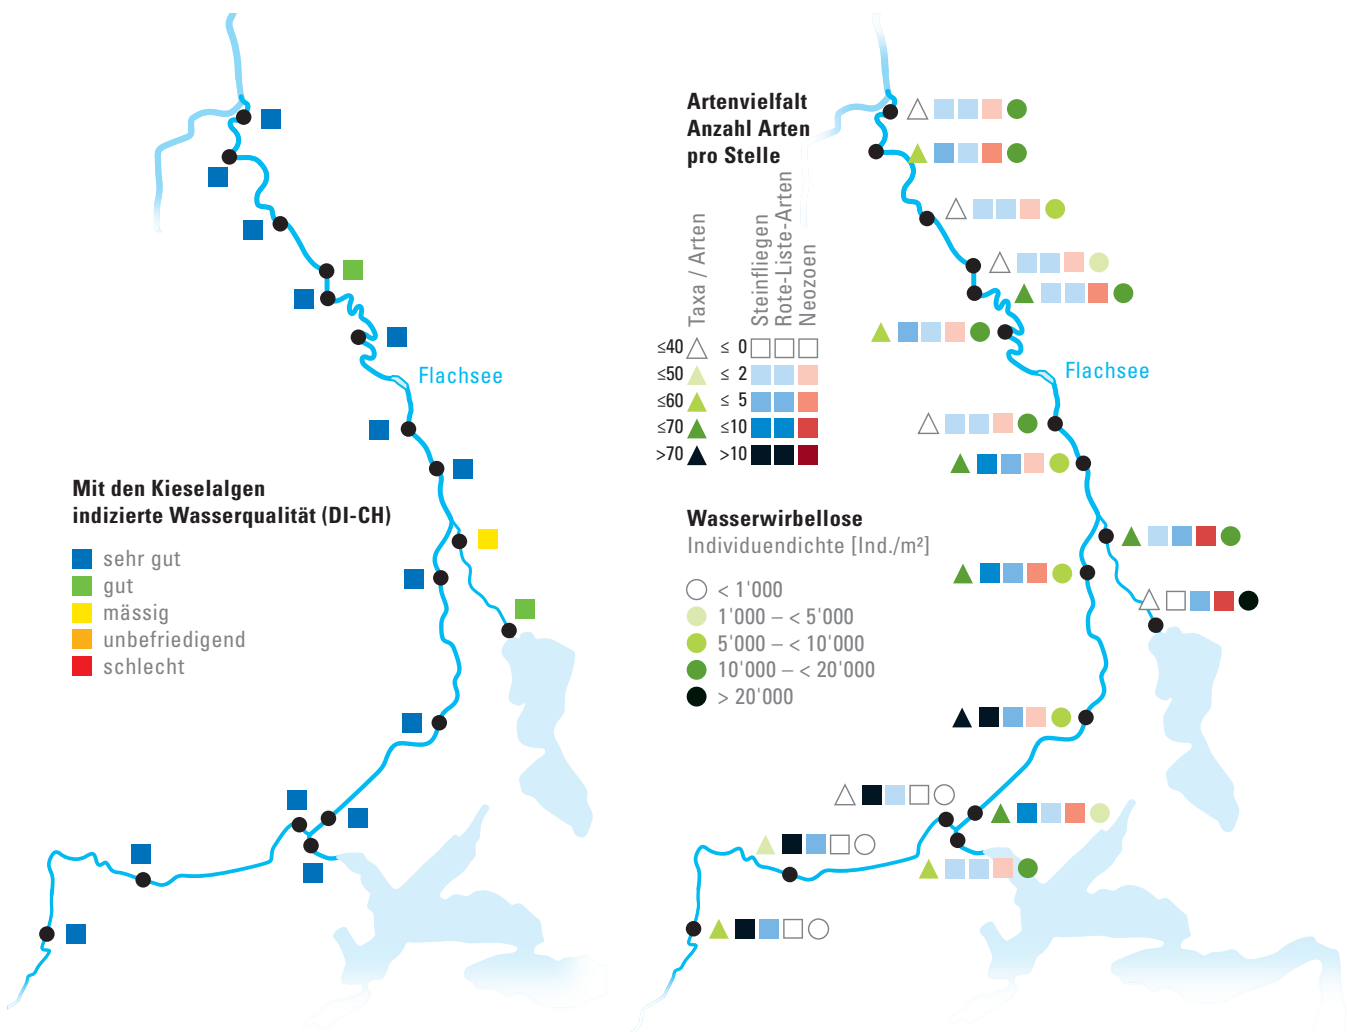 Flachsee
Mit den Kieselalgen
indizierte Wasserqualität (DI-CH)
sehr gut
gut
mässig
unbefriedigend
schlecht
Artenvielfalt
Anzahl Arten
pro Stelle
Taxa / Arten
Steinfliegen
Rote-Liste-Arten
Neozoen
≤40 ≤ 0
≤50 ≤ 2
≤60 ≤ 5
≤70 ≤10
>70 >10
Flachsee
Wasserwirbellose
Individuendichte [Ind./m²]
< 1'000
1'000 – < 5'000
5'000 – < 10'000
10'000 – < 20'000
> 20'000